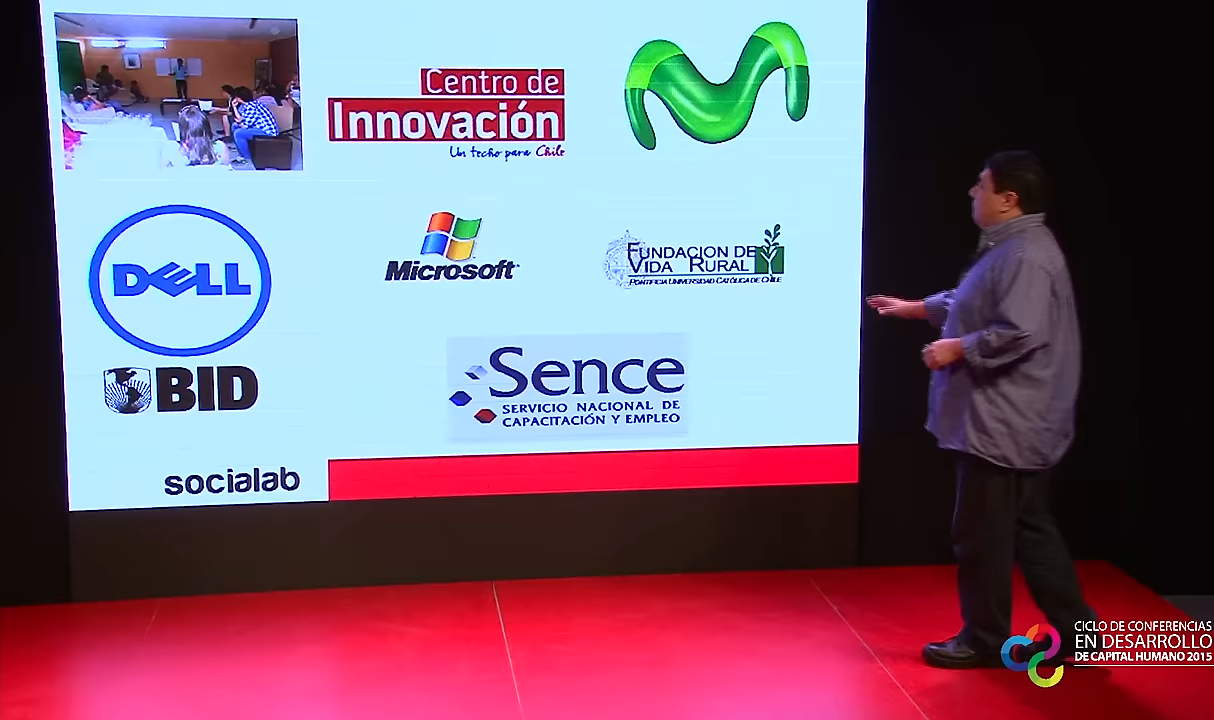 Centro de
Innovación
Un techo para Chile
DELL
Microsoft
FUNDACION DE
VIDA RURAL
PONTIFICIA UNIVERSIDAD CATÓLICA DE CHILE
BID
Sence
SERVICIO NACIONAL DE
CAPACITACIÓN Y EMPLEO
socialab
CICLO DE CONFERENCIAS
EN DESARROLLO
DE CAPITAL HUMANO 2015